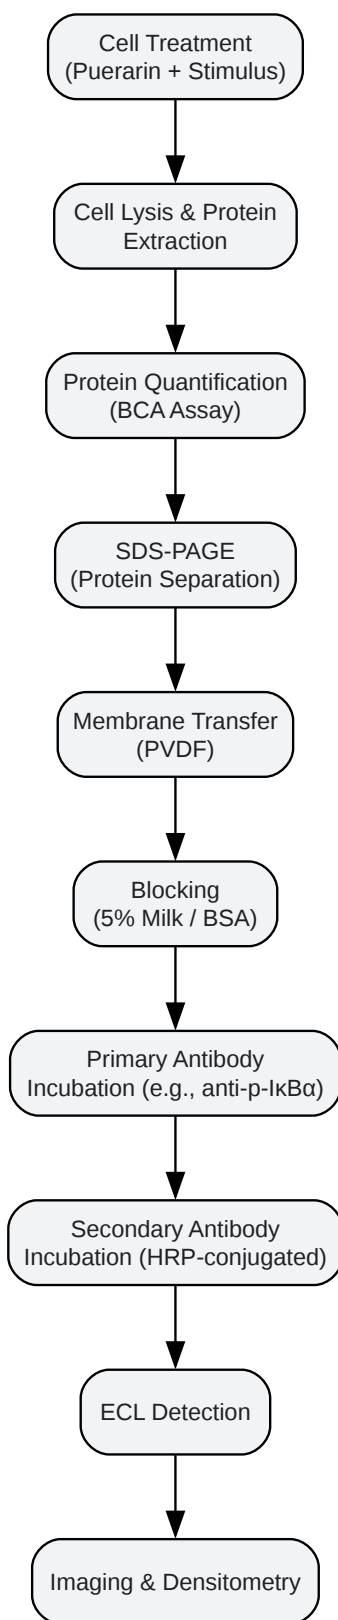 Cell Treatment
(Puerarin + Stimulus)
Cell Lysis & Protein
Extraction
Protein Quantification
(BCA Assay)
SDS-PAGE
(Protein Separation)
Membrane Transfer
(PVDF)
Blocking
(5% Milk / BSA)
Primary Antibody
Incubation (e.g., anti-p-IκBα)
Secondary Antibody
Incubation (HRP-conjugated)
ECL Detection
Imaging & Densitometry